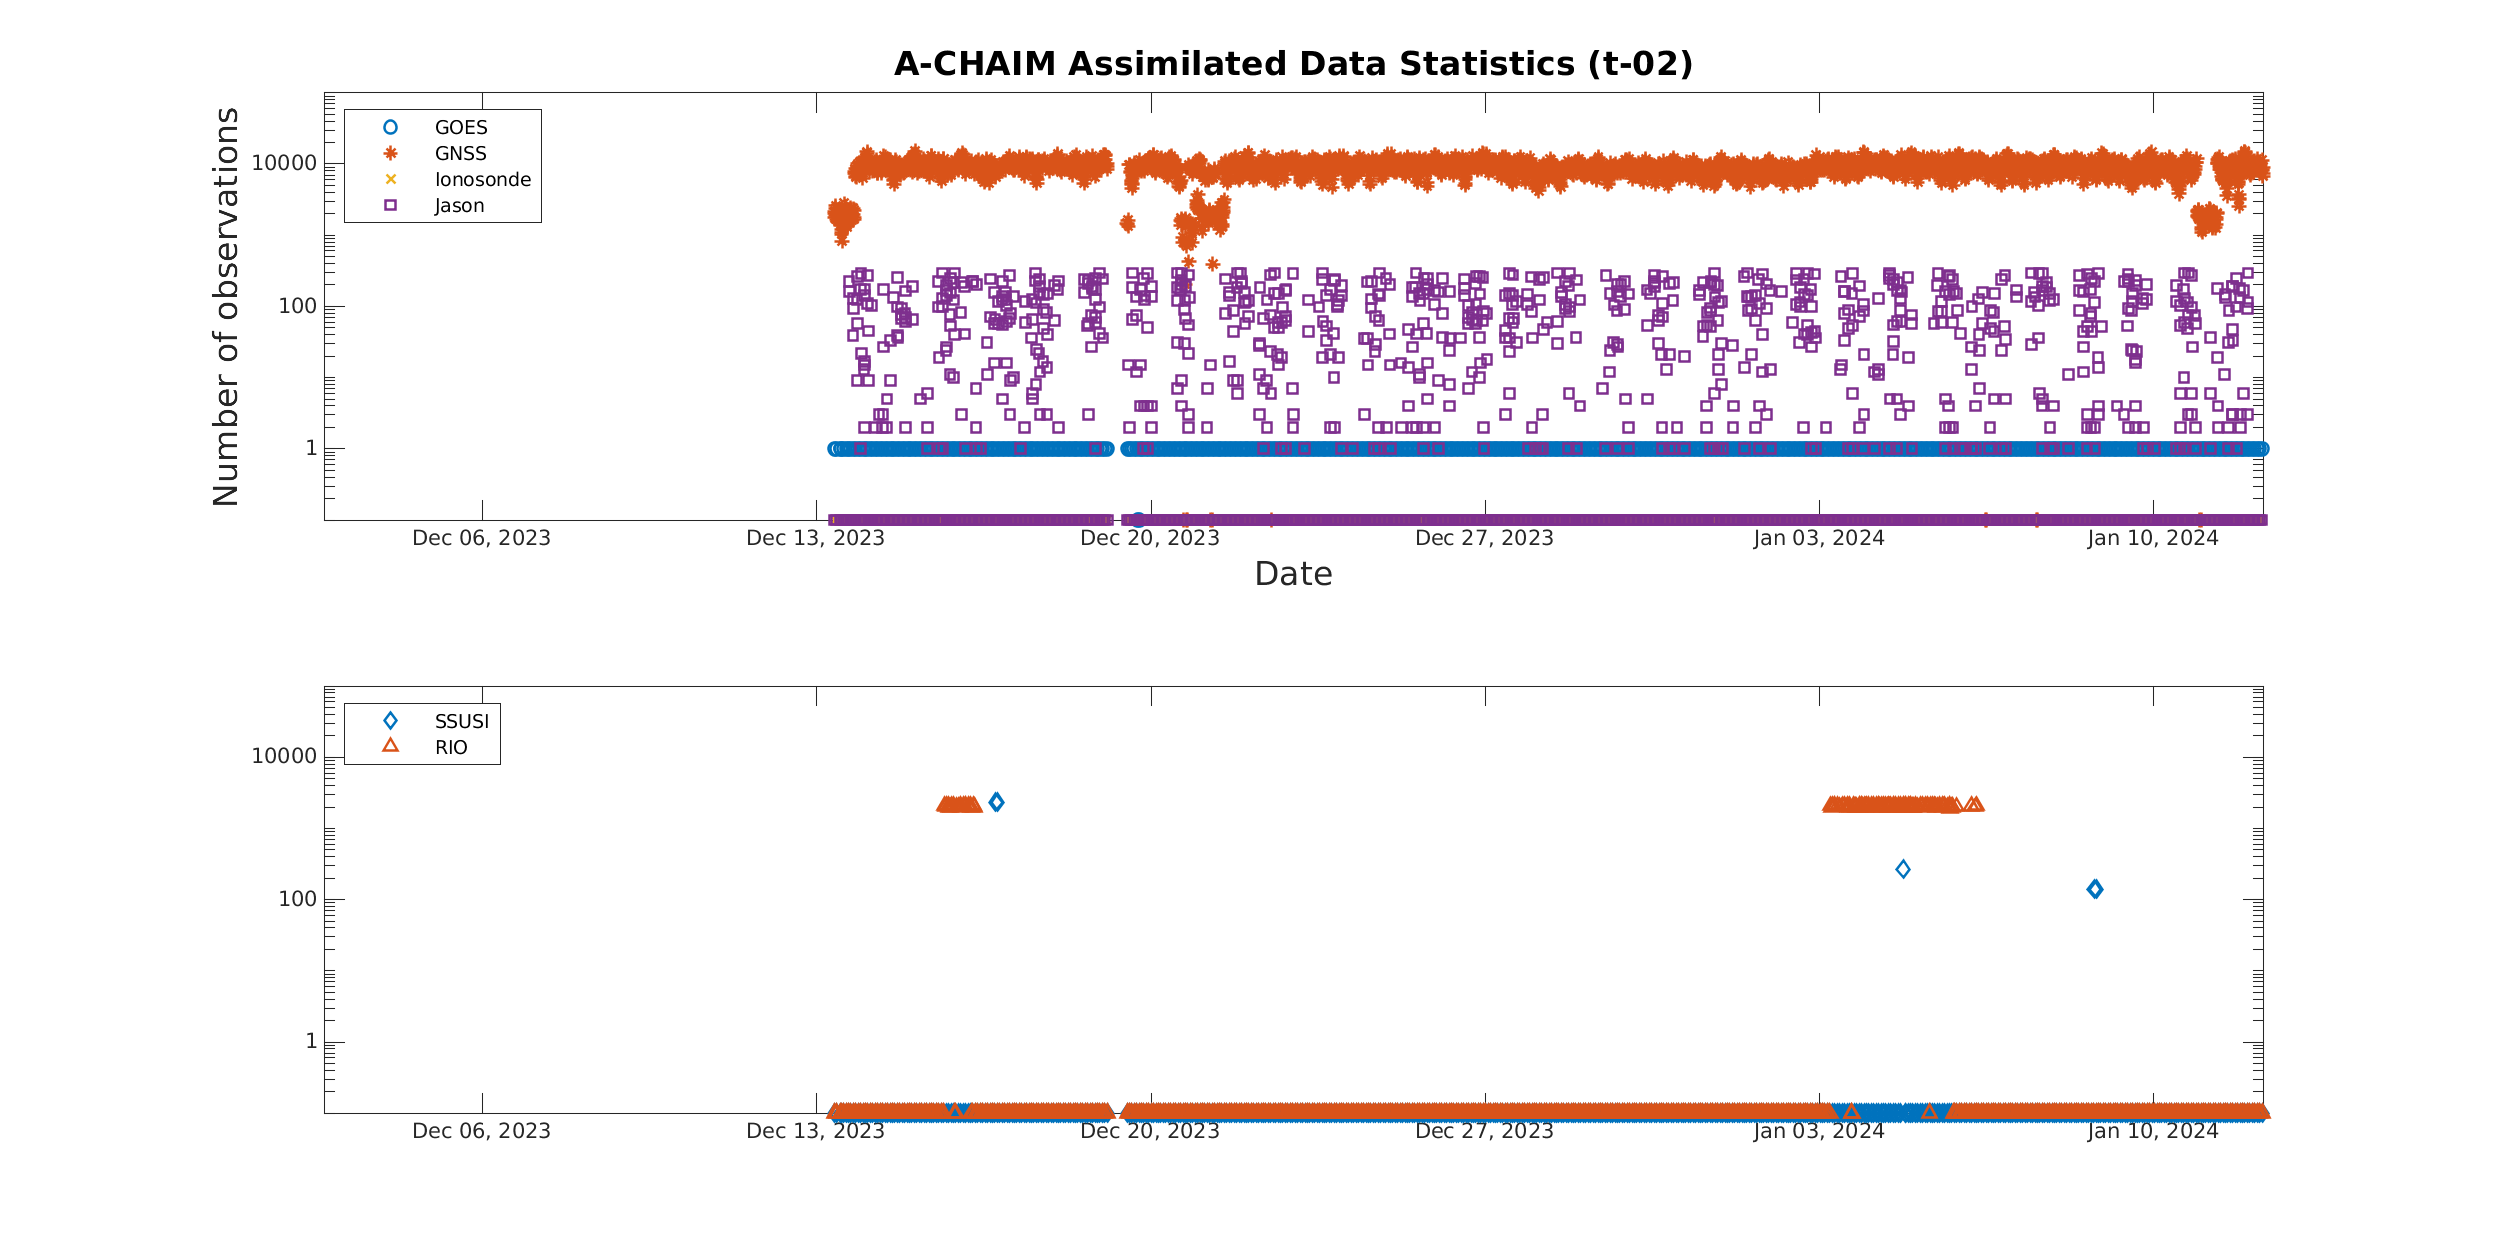 A-CHAIM Assimilated Data Statistics (t-02)
Number of observations
10000
100
1
GOES
GNSS
Ionosonde
Jason
Dec 06, 2023
Dec 13, 2023
Dec 20, 2023
Dec 27, 2023
Jan 03, 2024
Jan 10, 2024
Date
10000
100
1
SSUSI
RIO
Dec 06, 2023
Dec 13, 2023
Dec 20, 2023
Dec 27, 2023
Jan 03, 2024
Jan 10, 2024